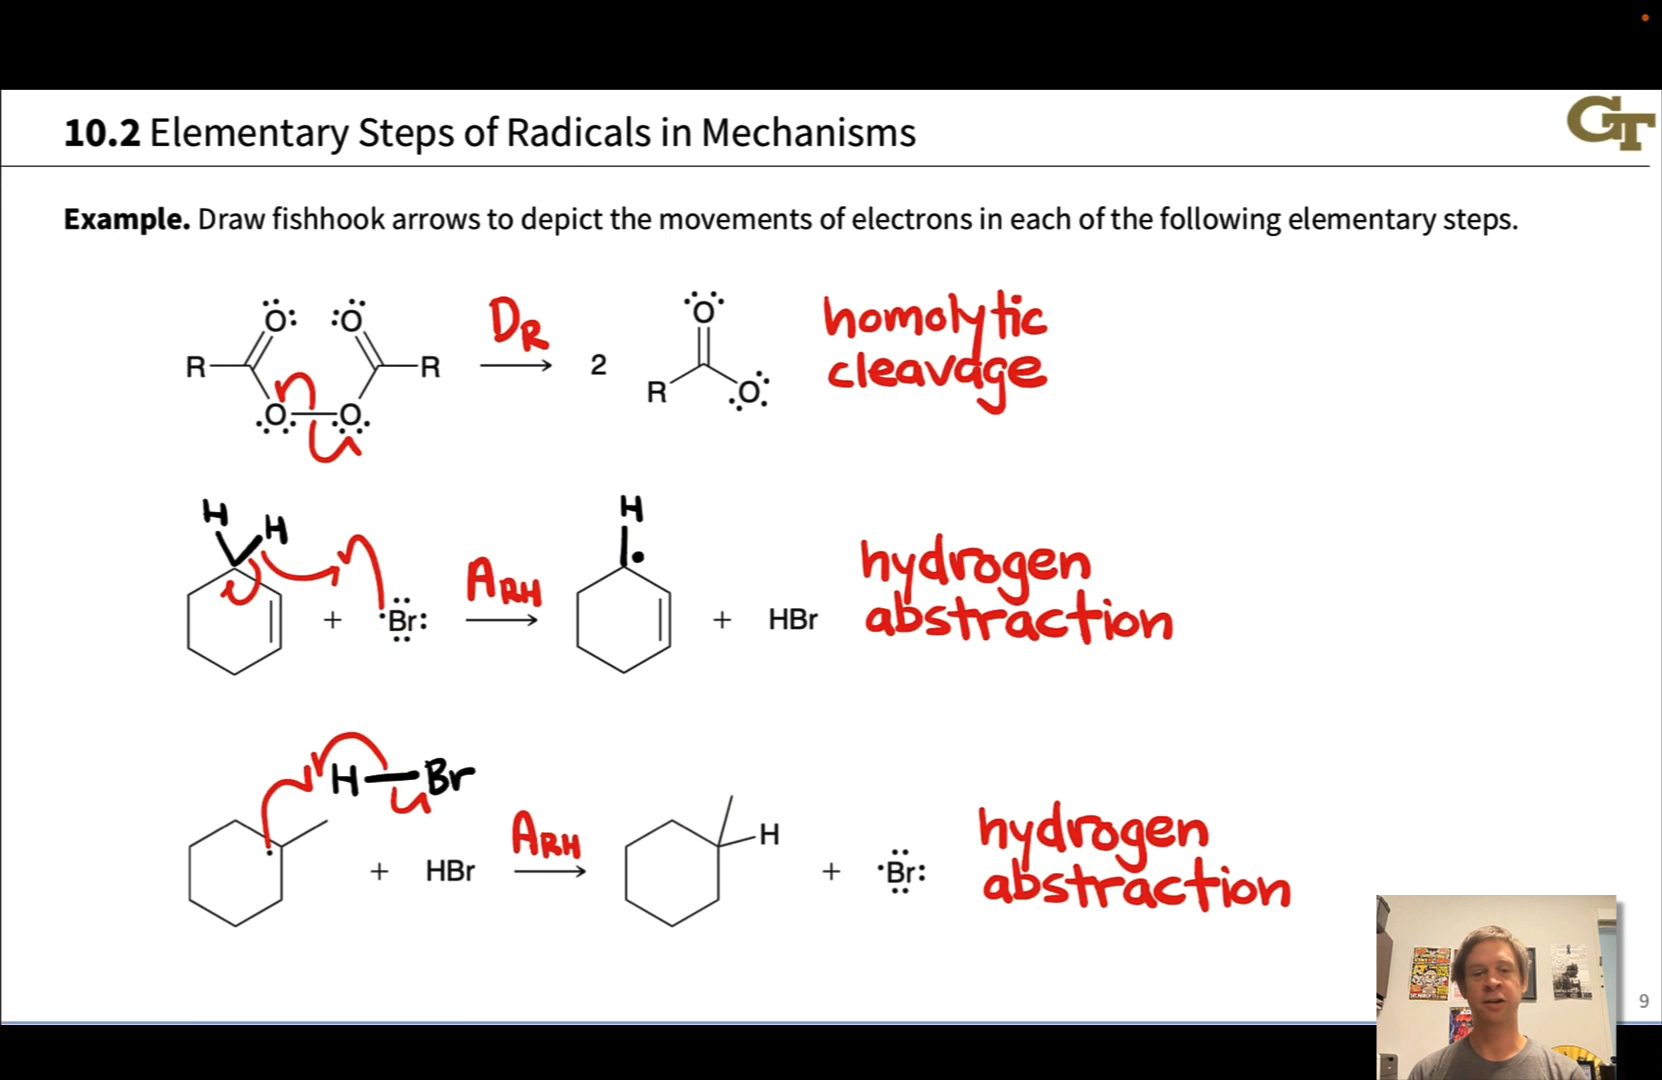 10.2 Elementary Steps of Radicals in Mechanisms
GT
Example. Draw fishhook arrows to depict the movements of electrons in each of the following elementary steps.
R O: :O R O O
DR
2 R O O
homolytic
cleavage
H H
+ ·Br:
ARH
H
+ HBr
hydrogen
abstraction
H—Br
+ HBr
ARH
H
+ ·Br:
hydrogen
abstraction
9